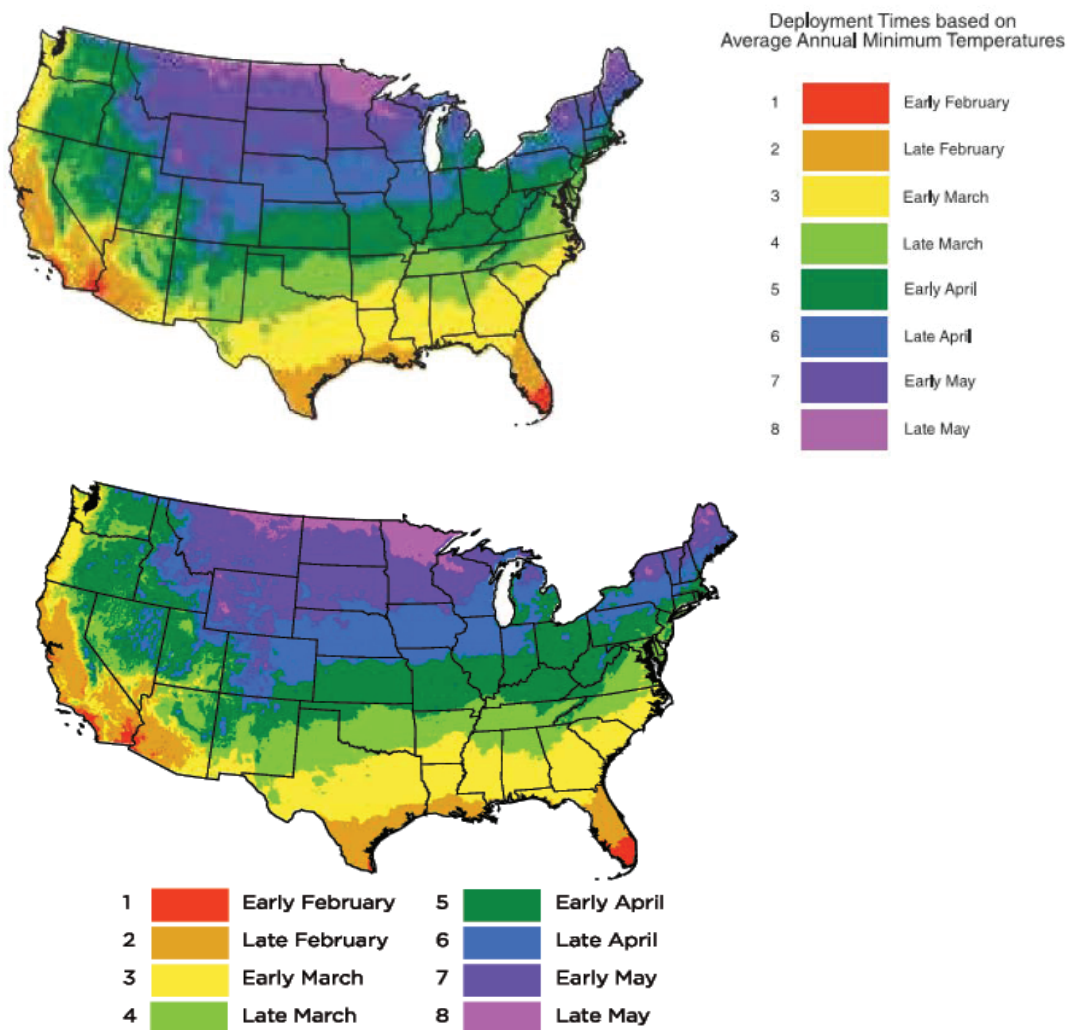 Deployment Times based on
Average Annual Minimum Temperatures
1 Early February
2 Late February
3 Early March
4 Late March
5 Early April
6 Late April
7 Early May
8 Late May
1 Early February 5 Early April
2 Late February 6 Late April
3 Early March 7 Early May
4 Late March 8 Late May